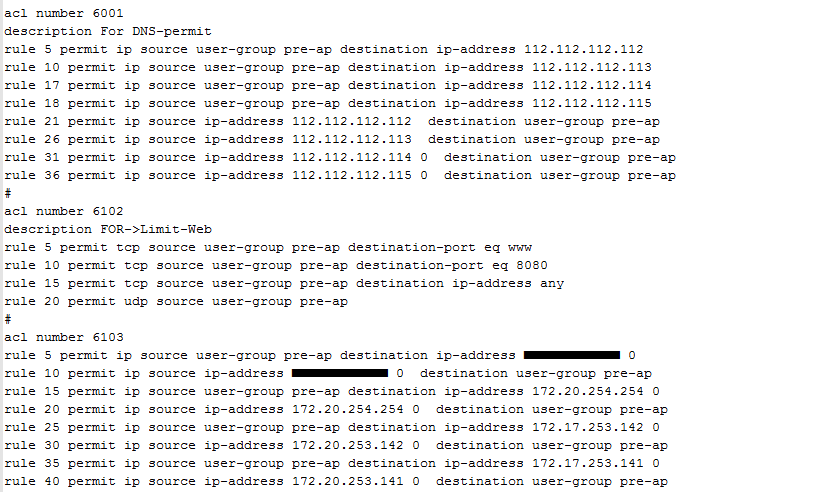 acl number 6001
description For DNS-permit
rule 5 permit ip source user-group pre-ap destination ip-address 112.112.112.112
rule 10 permit ip source user-group pre-ap destination ip-address 112.112.112.113
rule 17 permit ip source user-group pre-ap destination ip-address 112.112.112.114
rule 18 permit ip source user-group pre-ap destination ip-address 112.112.112.115
rule 21 permit ip source ip-address 112.112.112.112  destination user-group pre-ap
rule 26 permit ip source ip-address 112.112.112.113  destination user-group pre-ap
rule 31 permit ip source ip-address 112.112.112.114 0  destination user-group pre-ap
rule 36 permit ip source ip-address 112.112.112.115 0  destination user-group pre-ap
#
acl number 6102
description FOR->Limit-Web
rule 5 permit tcp source user-group pre-ap destination-port eq www
rule 10 permit tcp source user-group pre-ap destination-port eq 8080
rule 15 permit tcp source user-group pre-ap destination ip-address any
rule 20 permit udp source user-group pre-ap
#
acl number 6103
rule 5 permit ip source user-group pre-ap destination ip-address 0
rule 10 permit ip source ip-address 0  destination user-group pre-ap
rule 15 permit ip source user-group pre-ap destination ip-address 172.20.254.254 0
rule 20 permit ip source ip-address 172.20.254.254 0  destination user-group pre-ap
rule 25 permit ip source user-group pre-ap destination ip-address 172.17.253.142 0
rule 30 permit ip source ip-address 172.20.253.142 0  destination user-group pre-ap
rule 35 permit ip source user-group pre-ap destination ip-address 172.17.253.141 0
rule 40 permit ip source ip-address 172.20.253.141 0  destination user-group pre-ap